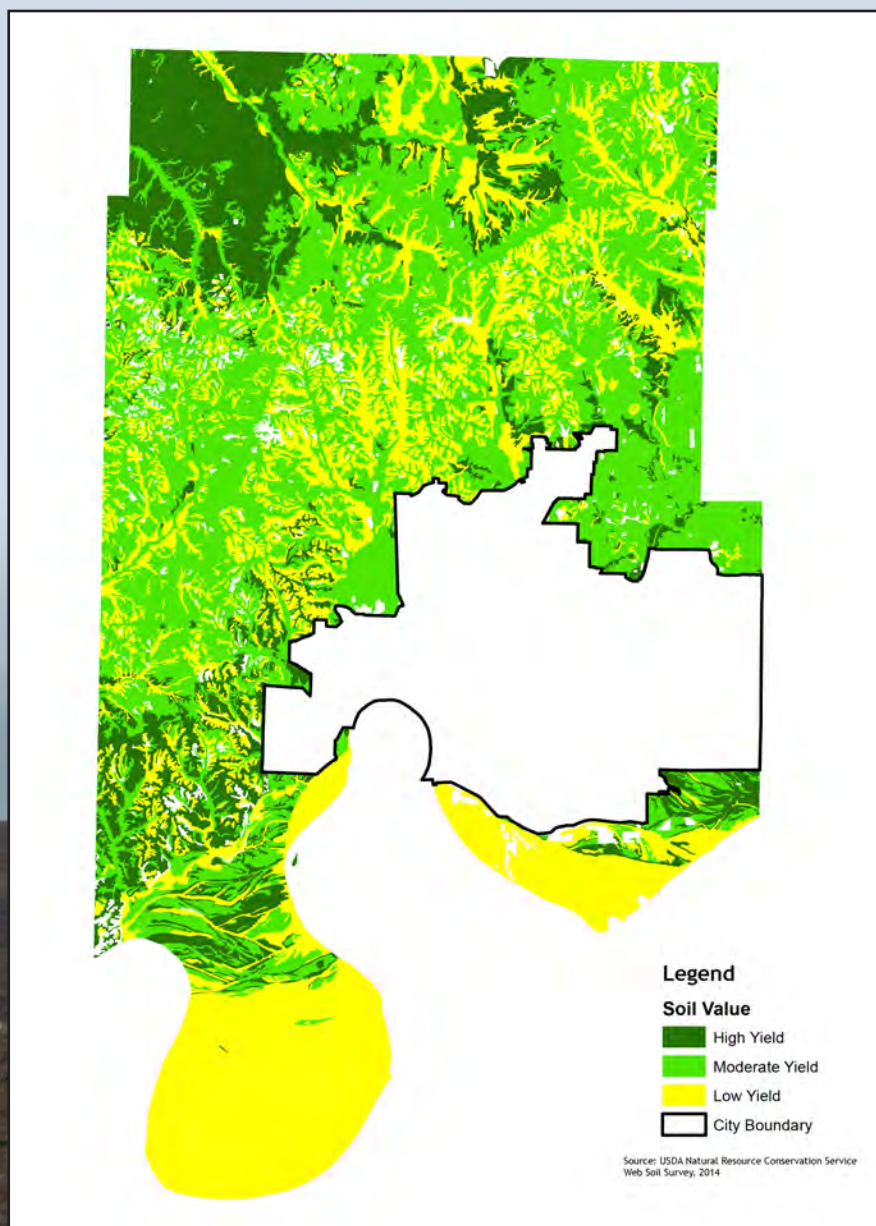 Legend
Soil Value
High Yield
Moderate Yield
Low Yield
City Boundary
Source: USDA Natural Resource Conservation Service
Web Soil Survey, 2014